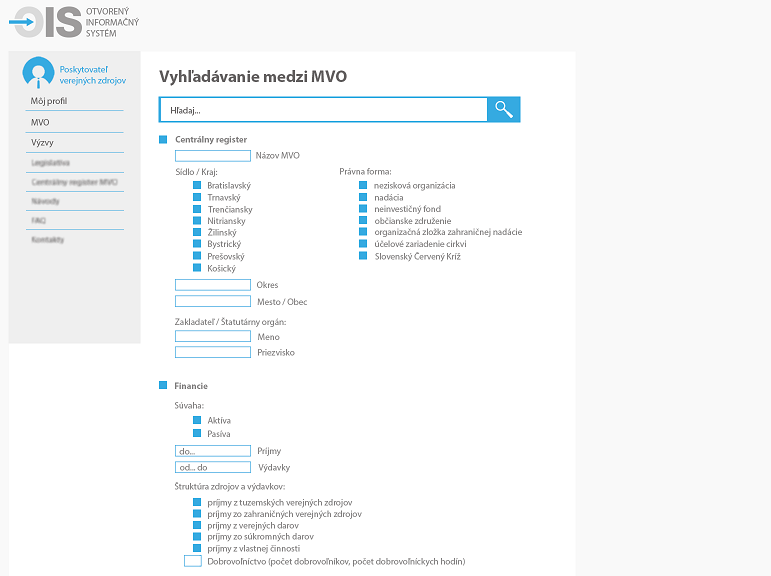 OIS OTVORENÝ
INFORMAČNÝ
SYSTÉM
Poskytovateľ
verejných zdrojov
Môj profil
MVO
Výzvy
Legislatíva
Centrálny register MVO
Návody
FAQ
Kontakty
Vyhľadávanie medzi MVO
Hľadaj...
Centrálny register
Názov MVO
Sídlo / Kraj:
Bratislavský
Trnavský
Trenčiansky
Nitriansky
Žilinský
Bystrický
Prešovský
Košický
Právna forma:
nezisková organizácia
nadácia
neinvestičný fond
občianske združenie
organizačná zložka zahraničnej nadácie
účelové zariadenie cirkvi
Slovenský Červený Kríž
Okres
Mesto / Obec
Zakladateľ / Štatutárny orgán:
Meno
Priezvisko
Financie
Súvaha:
Aktíva
Pasíva
do... Príjmy
od... do Výdavky
Štruktúra zdrojov a výdavkov:
príjmy z tuzemských verejných zdrojov
príjmy zo zahraničných verejných zdrojov
príjmy z verejných darov
príjmy zo súkromných darov
príjmy z vlastnej činnosti
Dobrovoľníctvo (počet dobrovoľníkov, počet dobrovoľníckych hodín)